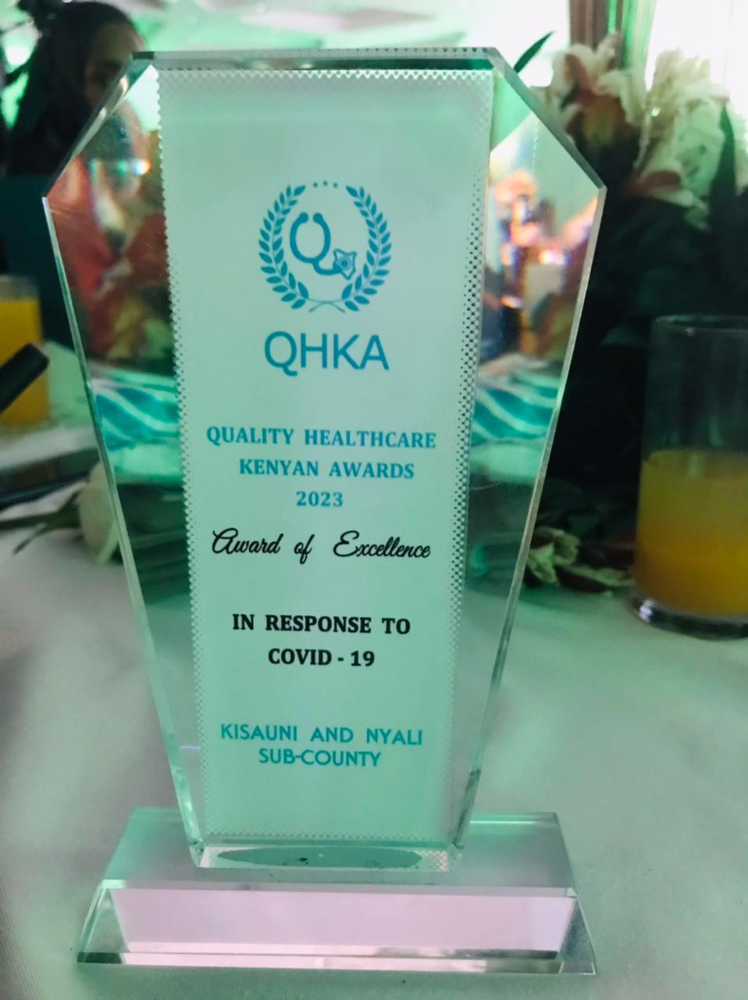 QHKA
QUALITY HEALTHCARE
KENYAN AWARDS
2023
Award of Excellence
IN RESPONSE TO
COVID - 19
KISAUNI AND NYALI
SUB-COUNTY